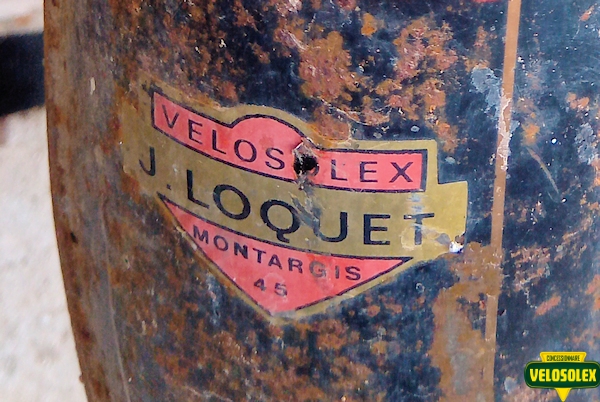 VELOSOLEX
J. LOQUET
MONTARGIS
45
CONCESSIONNAIRE
VELOSOLEX